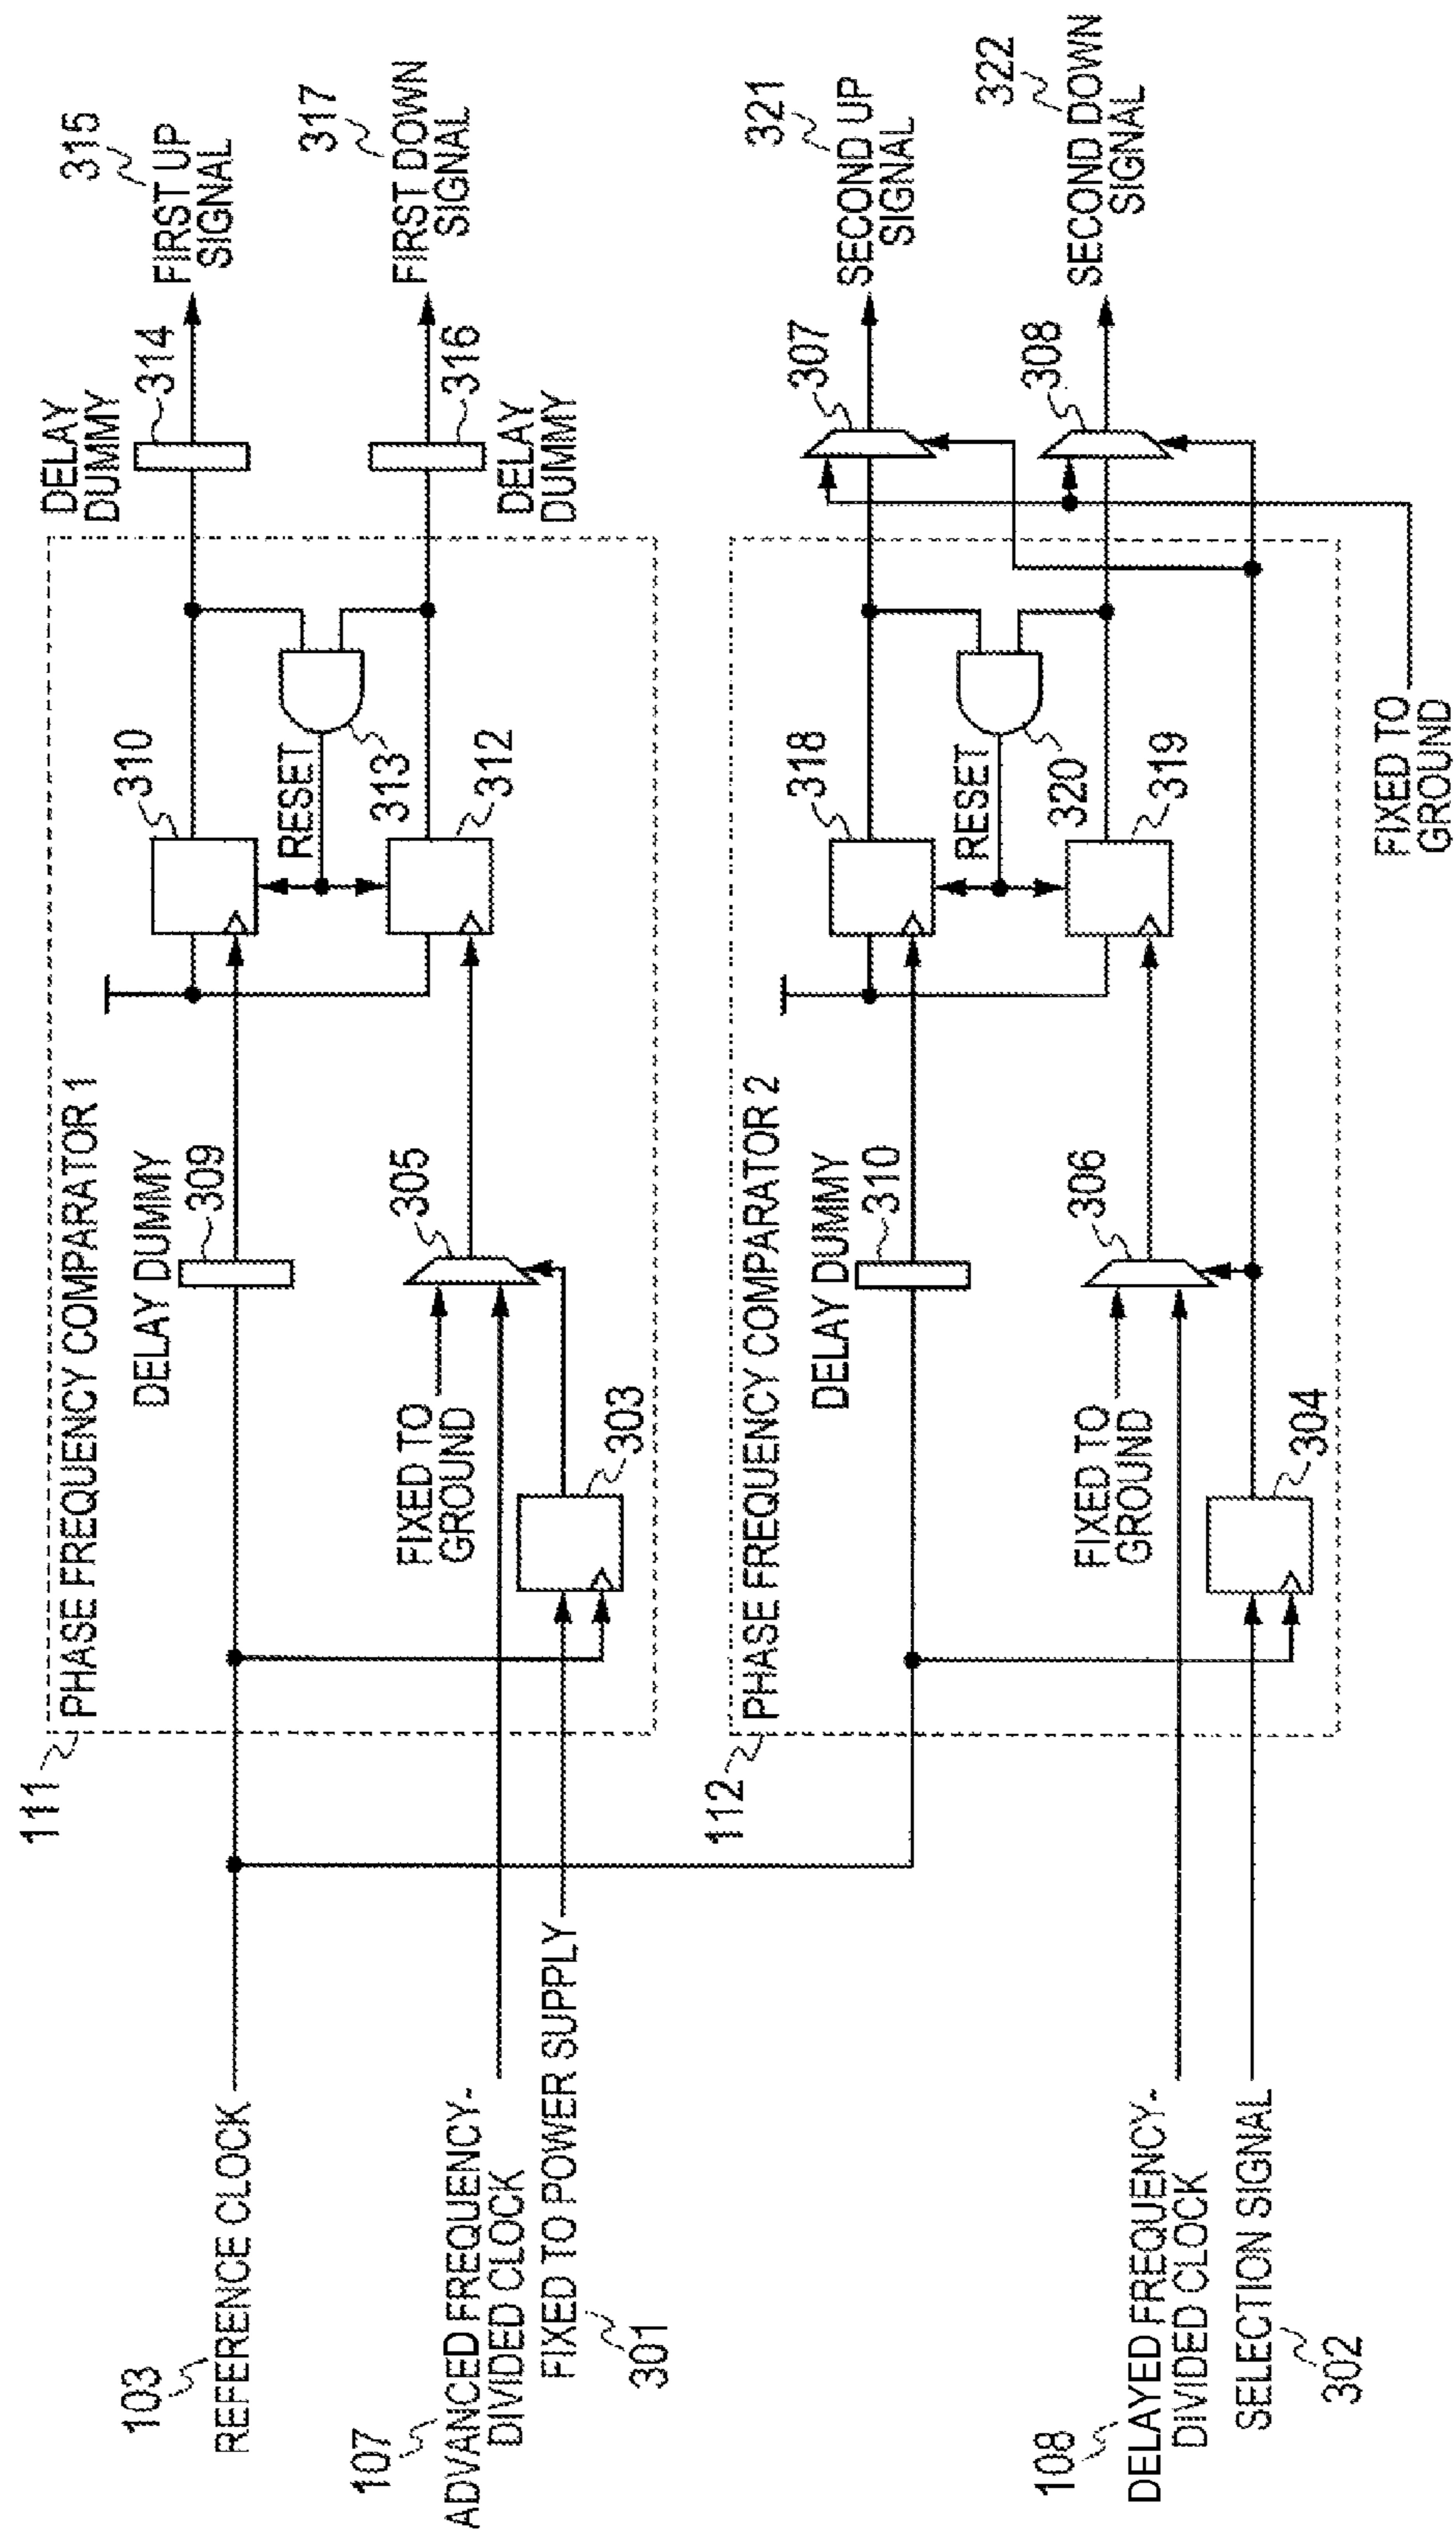 103
REFERENCE CLOCK
107
ADVANCED FREQUENCY-
DIVIDED CLOCK
FIXED TO POWER SUPPLY
301
108
DELAYED FREQUENCY-
DIVIDED CLOCK
SELECTION SIGNAL
302
111
PHASE FREQUENCY COMPARATOR 1
DELAY DUMMY
309
305
FIXED TO
GROUND
303
310
RESET
313
312
DELAY
DUMMY
314
316
DELAY
DUMMY
315
FIRST UP
SIGNAL
317
FIRST DOWN
SIGNAL
112
PHASE FREQUENCY COMPARATOR 2
DELAY DUMMY
310
306
FIXED TO
GROUND
304
318
RESET
320
319
307
308
FIXED TO
GROUND
321
SECOND UP
SIGNAL
322
SECOND DOWN
SIGNAL